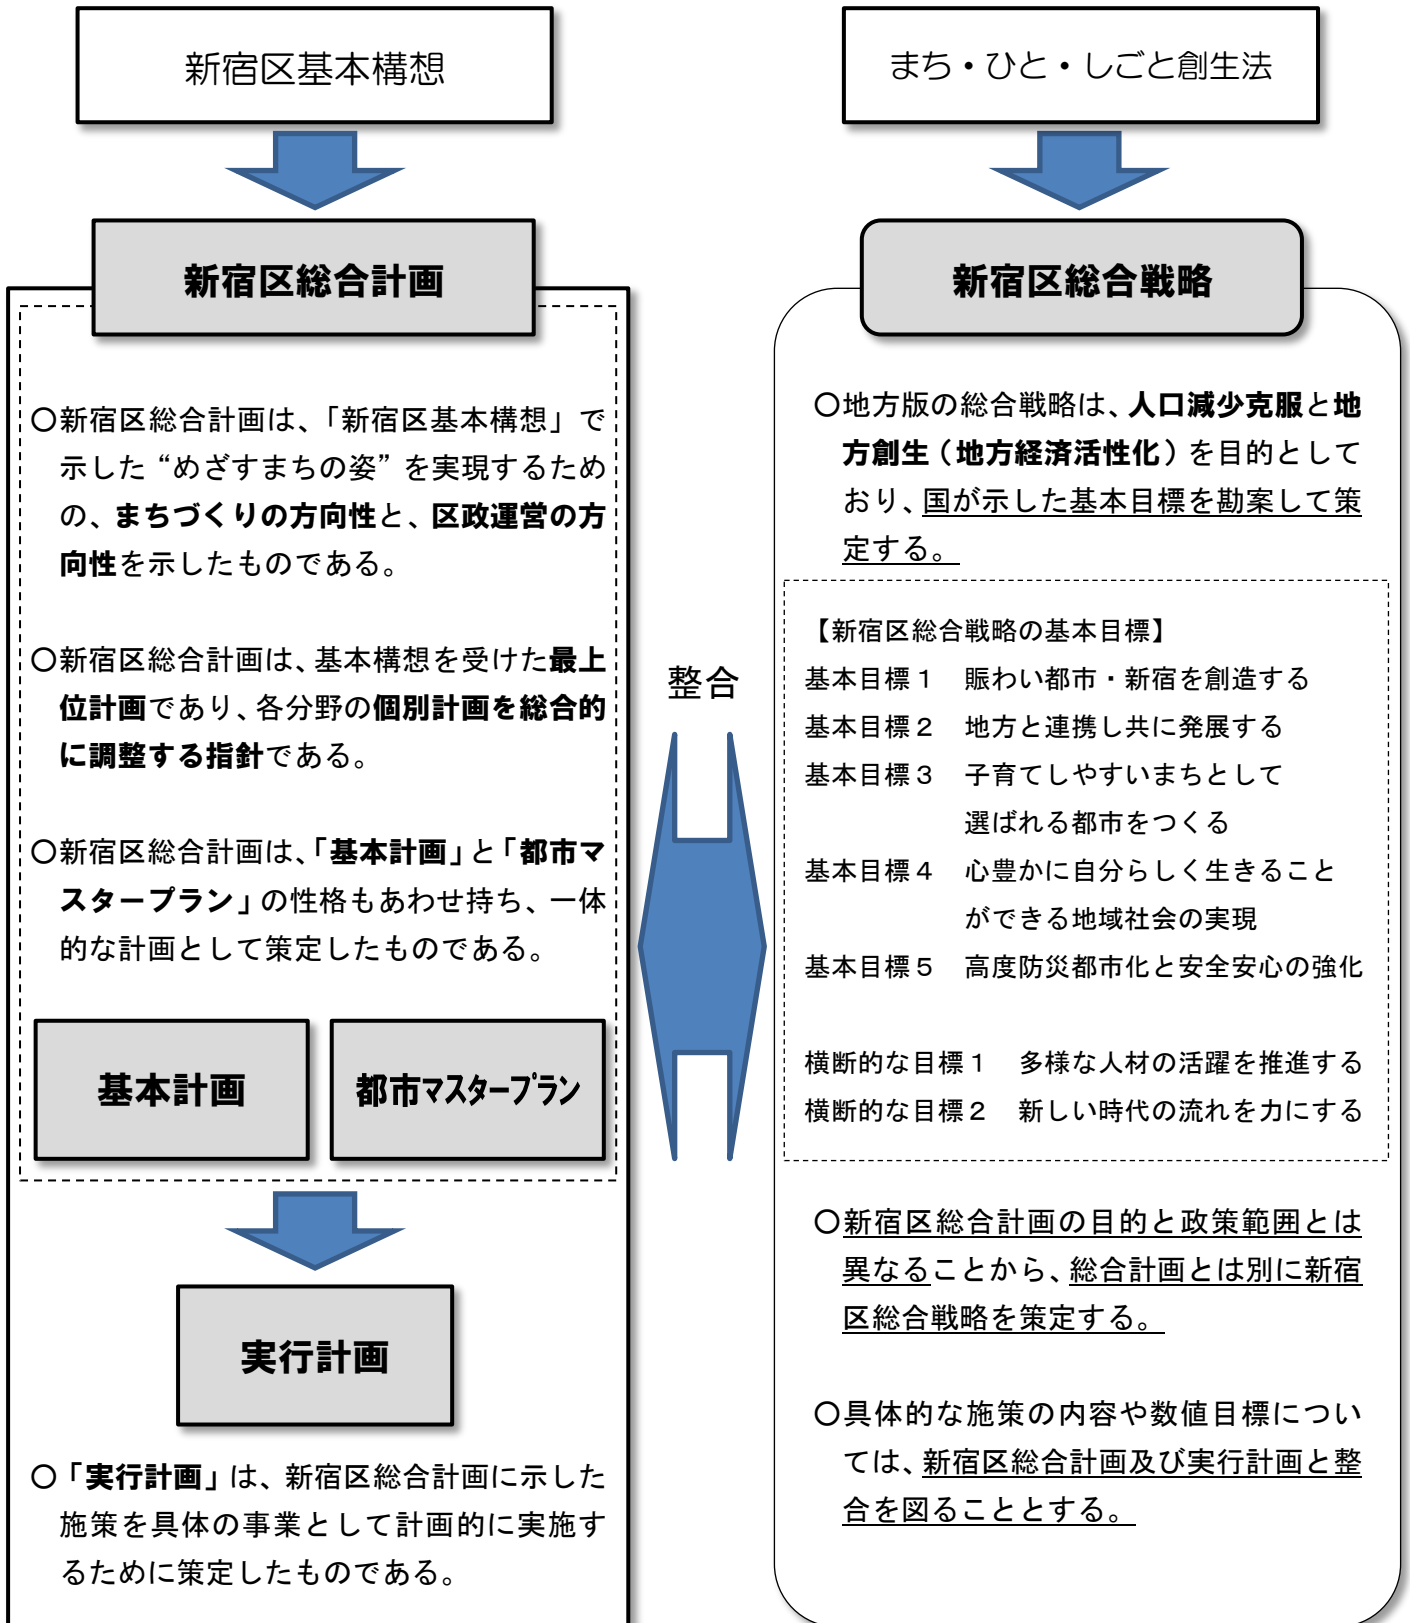 新宿区基本構想
新宿区総合計画
〇新宿区総合計画は、「新宿区基本構想」で
示した“めざすまちの姿”を実現するため
の、まちづくりの方向性と、区政運営の方
向性を示したものである。
〇新宿区総合計画は、基本構想を受けた最上
位計画であり、各分野の個別計画を総合的
に調整する指針である。
〇新宿区総合計画は、「基本計画」と「都市マ
スタープラン」の性格もあわせ持ち、一体
的な計画として策定したものである。
基本計画
都市マスタープラン
実行計画
〇「実行計画」は、新宿区総合計画に示した
施策を具体の事業として計画的に実施す
るために策定したものである。
整合
まち・ひと・しごと創生法
新宿区総合戦略
〇地方版の総合戦略は、人口減少克服と地
方創生（地方経済活性化）を目的として
おり、国が示した基本目標を勘案して策
定する。
【新宿区総合戦略の基本目標】
基本目標１　賑わい都市・新宿を創造する
基本目標２　地方と連携し共に発展する
基本目標３　子育てしやすいまちとして
選ばれる都市をつくる
基本目標４　心豊かに自分らしく生きること
ができる地域社会の実現
基本目標５　高度防災都市化と安全安心の強化
横断的な目標１　多様な人材の活躍を推進する
横断的な目標２　新しい時代の流れを力にする
〇新宿区総合計画の目的と政策範囲とは
異なることから、総合計画とは別に新宿
区総合戦略を策定する。
〇具体的な施策の内容や数値目標につい
ては、新宿区総合計画及び実行計画と整
合を図ることとする。